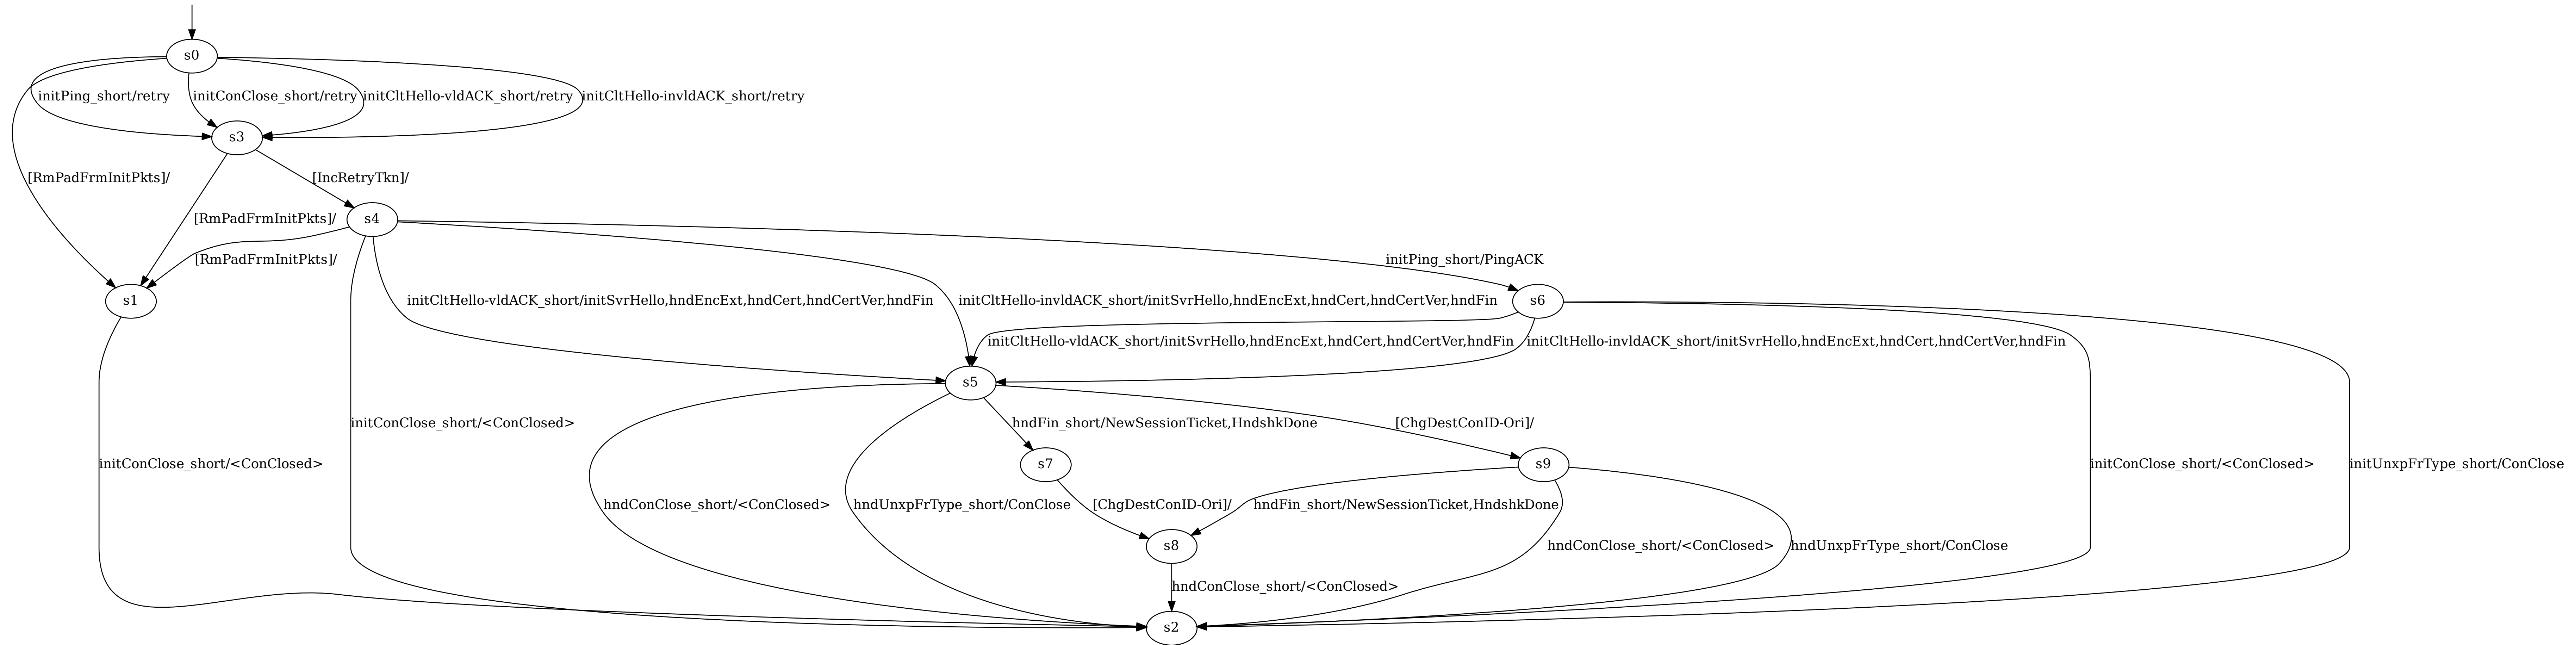 s0
initPing_short/retry
initConClose_short/retry
initCltHello-vldACK_short/retry
initCltHello-invldACK_short/retry
s3
[RmPadFrmInitPkts]/
[IncRetryTkn]/
[RmPadFrmInitPkts]/
s4
[RmPadFrmInitPkts]/
initPing_short/PingACK
s1
initCltHello-vldACK_short/initSvrHello,hndEncExt,hndCert,hndCertVer,hndFin
initCltHello-invldACK_short/initSvrHello,hndEncExt,hndCert,hndCertVer,hndFin
s6
initCltHello-vldACK_short/initSvrHello,hndEncExt,hndCert,hndCertVer,hndFin
initCltHello-invldACK_short/initSvrHello,hndEncExt,hndCert,hndCertVer,hndFin
s5
initConClose_short/<ConClosed>
hndFin_short/NewSessionTicket,HndshkDone
[ChgDestConID-Ori]/
initConClose_short/<ConClosed>
s7
s9
initConClose_short/<ConClosed>
initUnxpFrType_short/ConClose
hndConClose_short/<ConClosed>
hndUnxpFrType_short/ConClose
[ChgDestConID-Ori]/
hndFin_short/NewSessionTicket,HndshkDone
s8
hndConClose_short/<ConClosed>
hndUnxpFrType_short/ConClose
hndConClose_short/<ConClosed>
s2